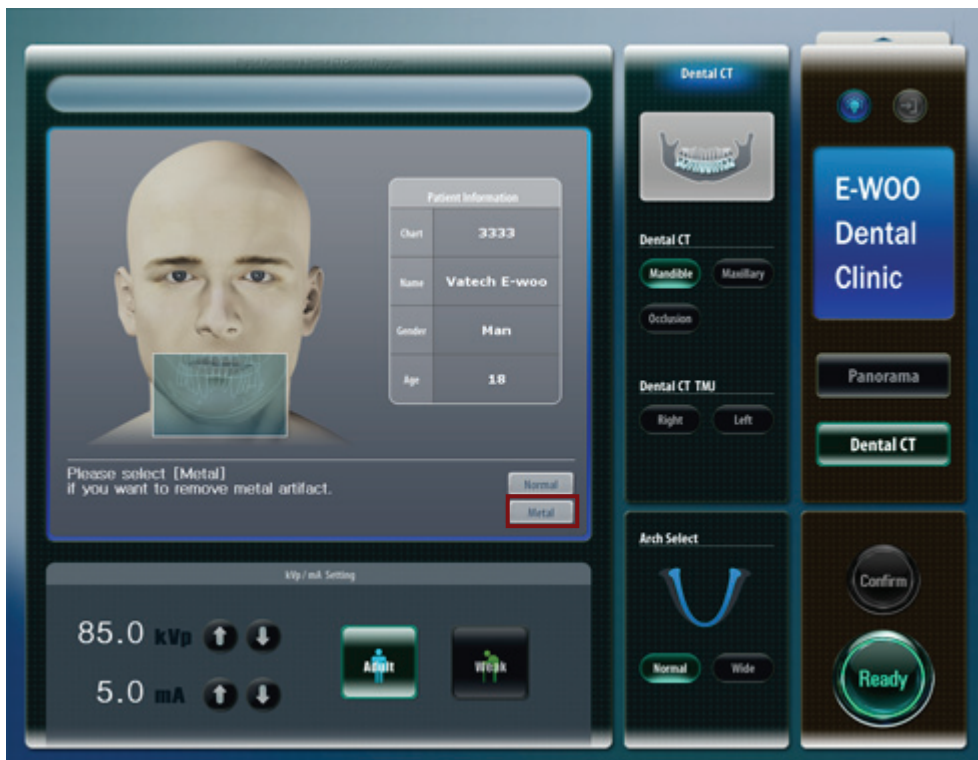 Dental CT
E-WOO
Dental
Clinic
Patient Information
Chart 3333
Name Vatech E-woo
Gender Man
Age 18
Please select [Metal]
if you want to remove metal artifact.
Normal
Metal
Dental CT
Mandible Maxillary
Occlusion
Dental CT TMJ
Right Left
Panorama
Dental CT
kVp / mA Setting
85.0 kVp
5.0 mA
Adult Weak
Arch Select
Normal Wide
Confirm
Ready